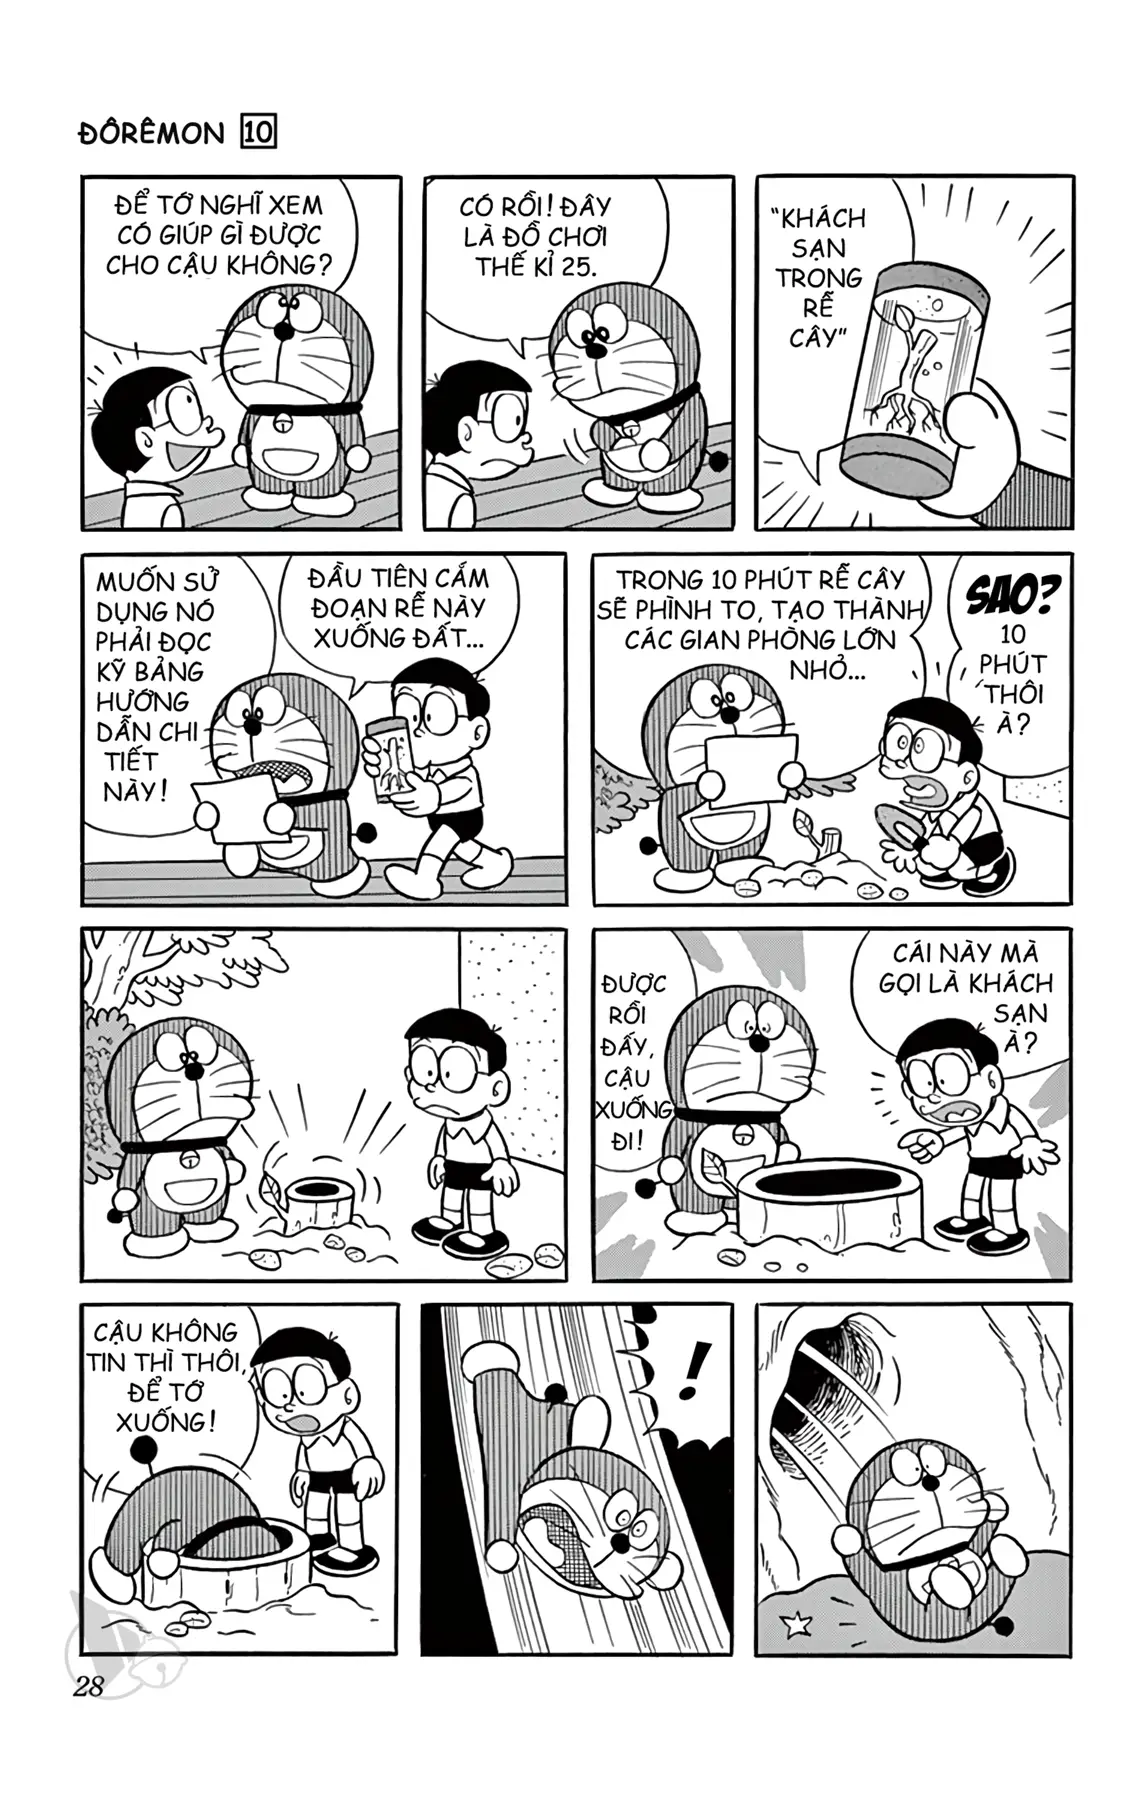 ĐÔRÊMON 10
ĐỂ TỚ NGHĨ XEM
CÓ GIÚP GÌ ĐƯỢC
CHO CẬU KHÔNG?
CÓ RỒI! ĐÂY
LÀ ĐỒ CHƠI
THẾ KỈ 25.
"KHÁCH
SẠN
TRONG
RỄ
CÂY"
MUỐN SỬ
DỤNG NÓ
PHẢI ĐỌC
KỸ BẢNG
HƯỚNG
DẪN CHI
TIẾT
NÀY!
ĐẦU TIÊN CẮM
ĐOẠN RỄ NÀY
XUỐNG ĐẤT...
TRONG 10 PHÚT RỄ CÂY
SẼ PHÌNH TO, TẠO THÀNH
CÁC GIAN PHÒNG LỚN
NHỎ...
SAO?
10
PHÚT
THÔI
À?
ĐƯỢC
RỒI
ĐẤY,
CẬU
XUỐNG
ĐI!
CÁI NÀY MÀ
GỌI LÀ KHÁCH
SẠN
À?
CẬU KHÔNG
TIN THÌ THÔI,
ĐỂ TỚ
XUỐNG!
!
28